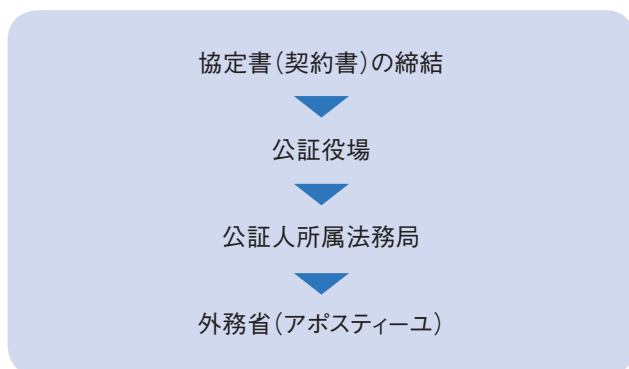 協定書（契約書）の締結
公証役場
公証人所属法務局
外務省（アポスティーユ）